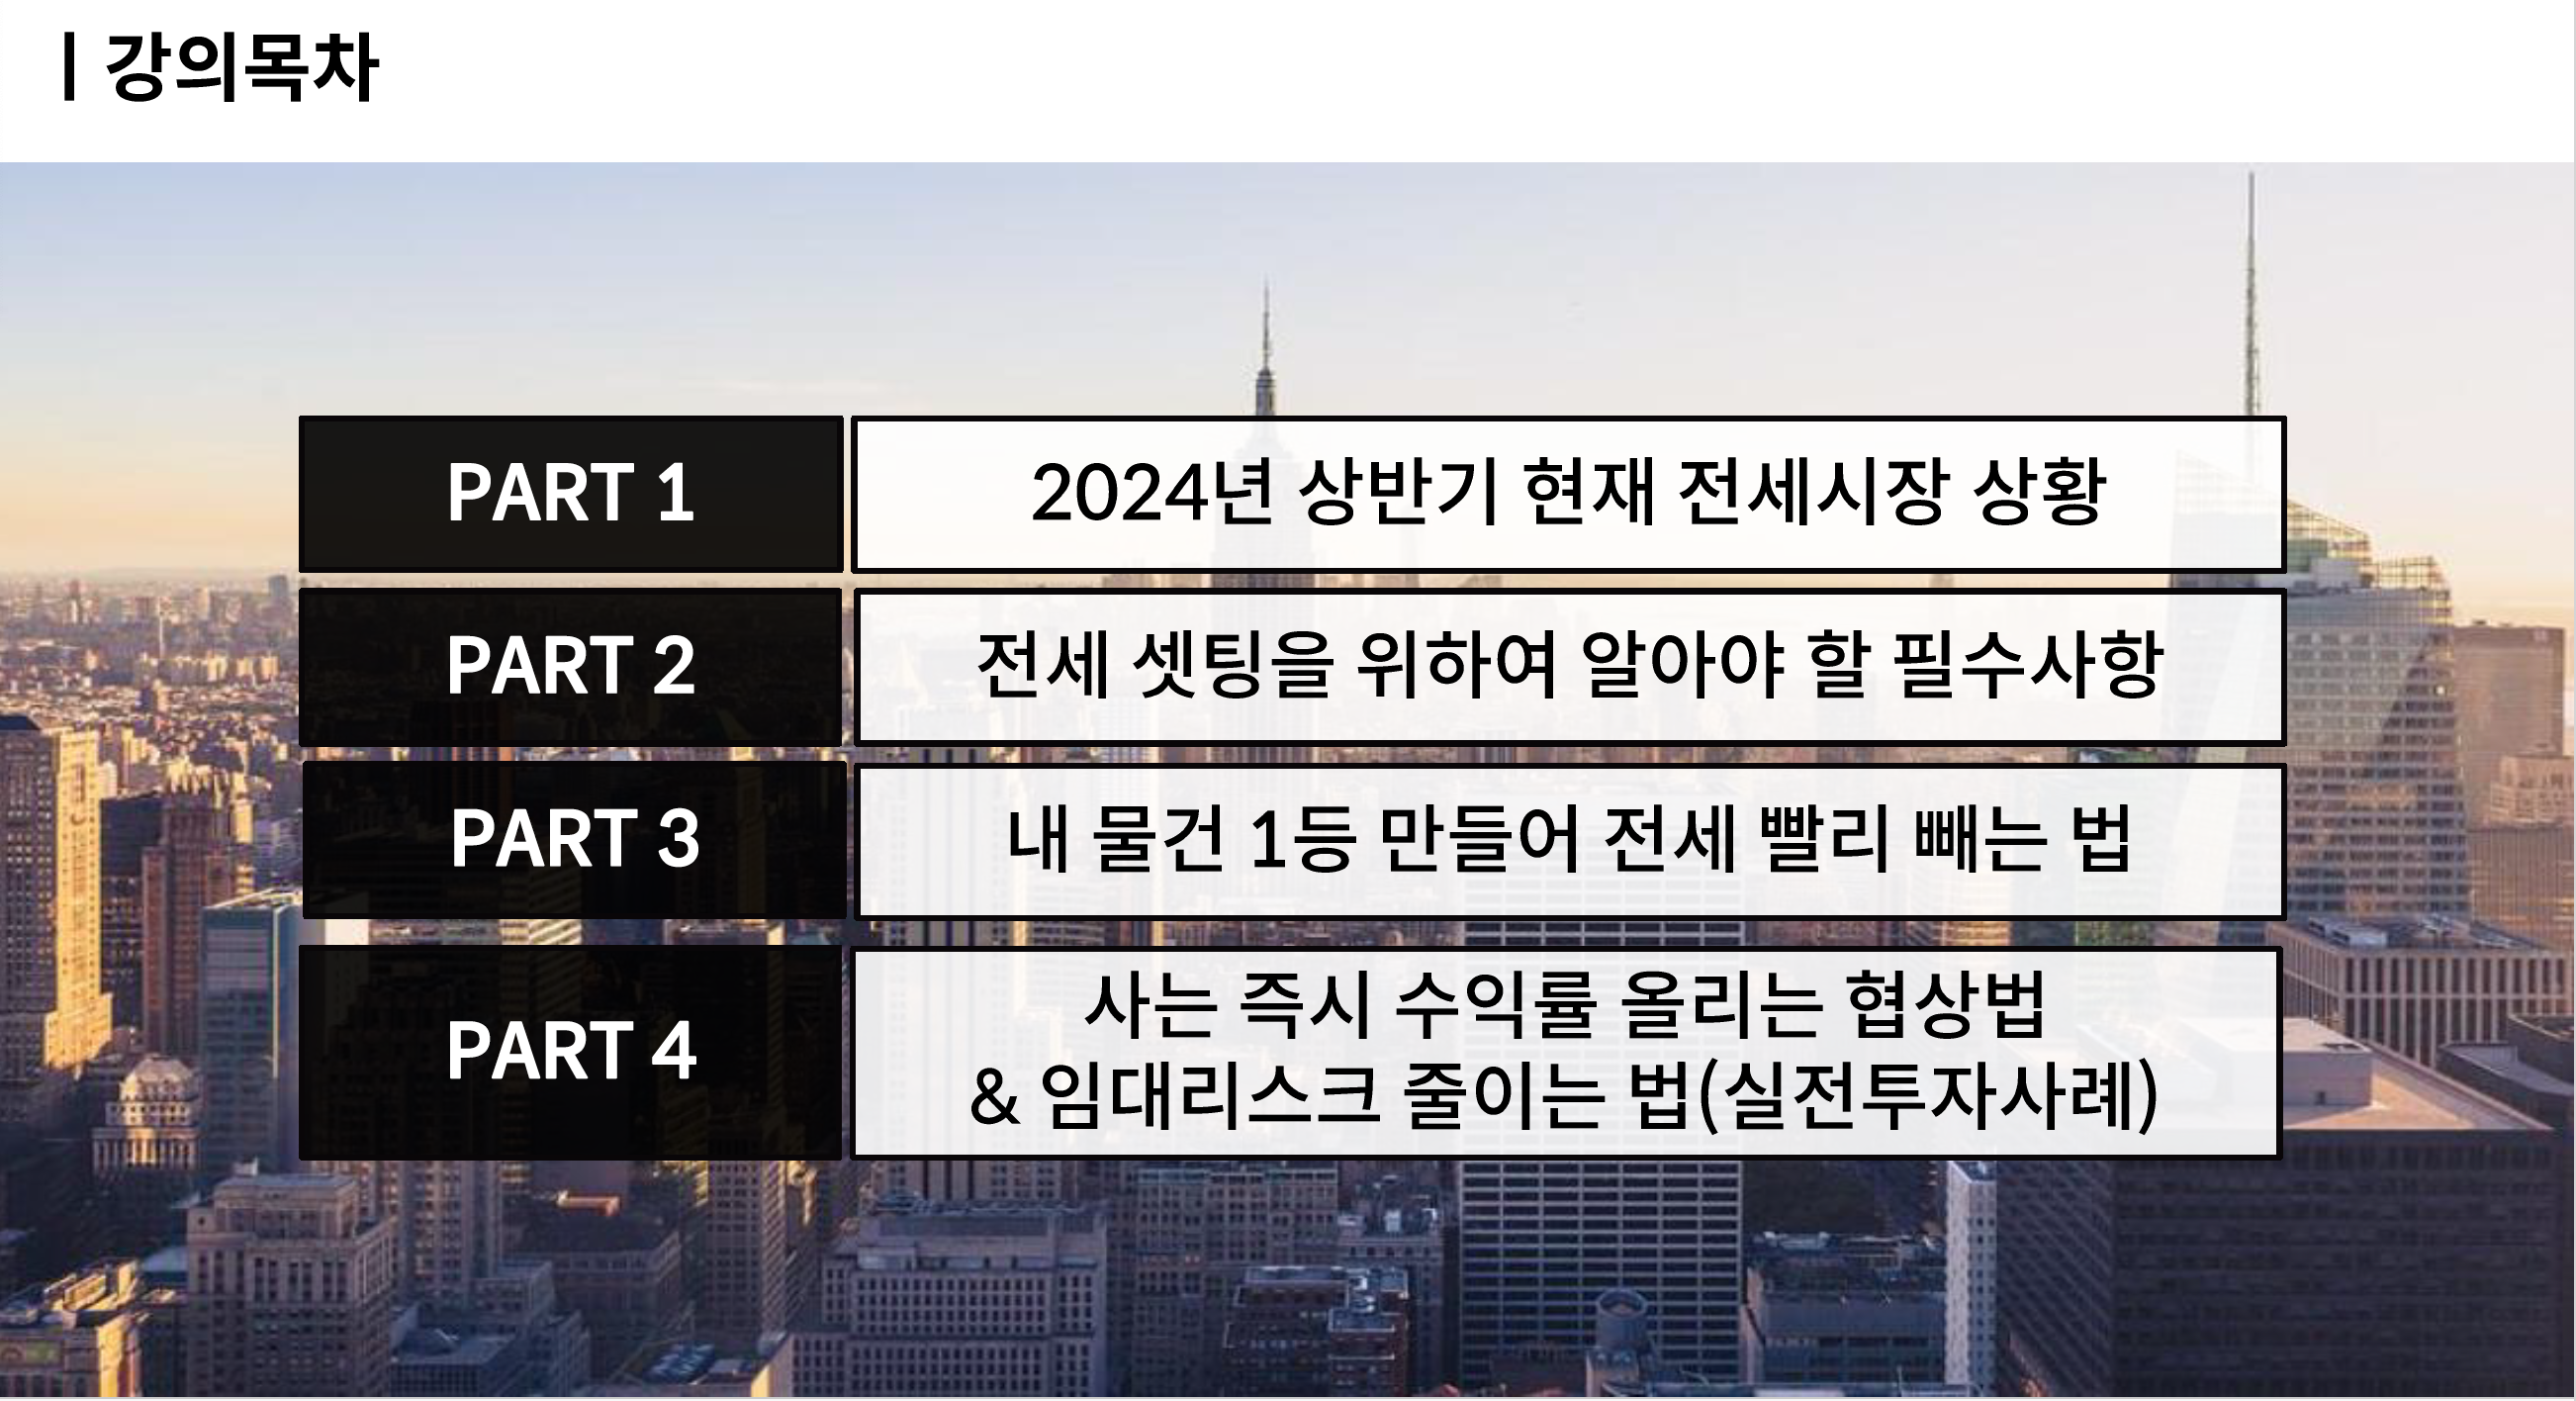 | 강의목차
PART 1
2024년 상반기 현재 전세시장 상황
PART 2
전세 셋팅을 위하여 알아야 할 필수사항
PART 3
내 물건 1등 만들어 전세 빨리 빼는 법
PART 4
사는 즉시 수익률 올리는 협상법
& 임대리스크 줄이는 법(실전투자사례)